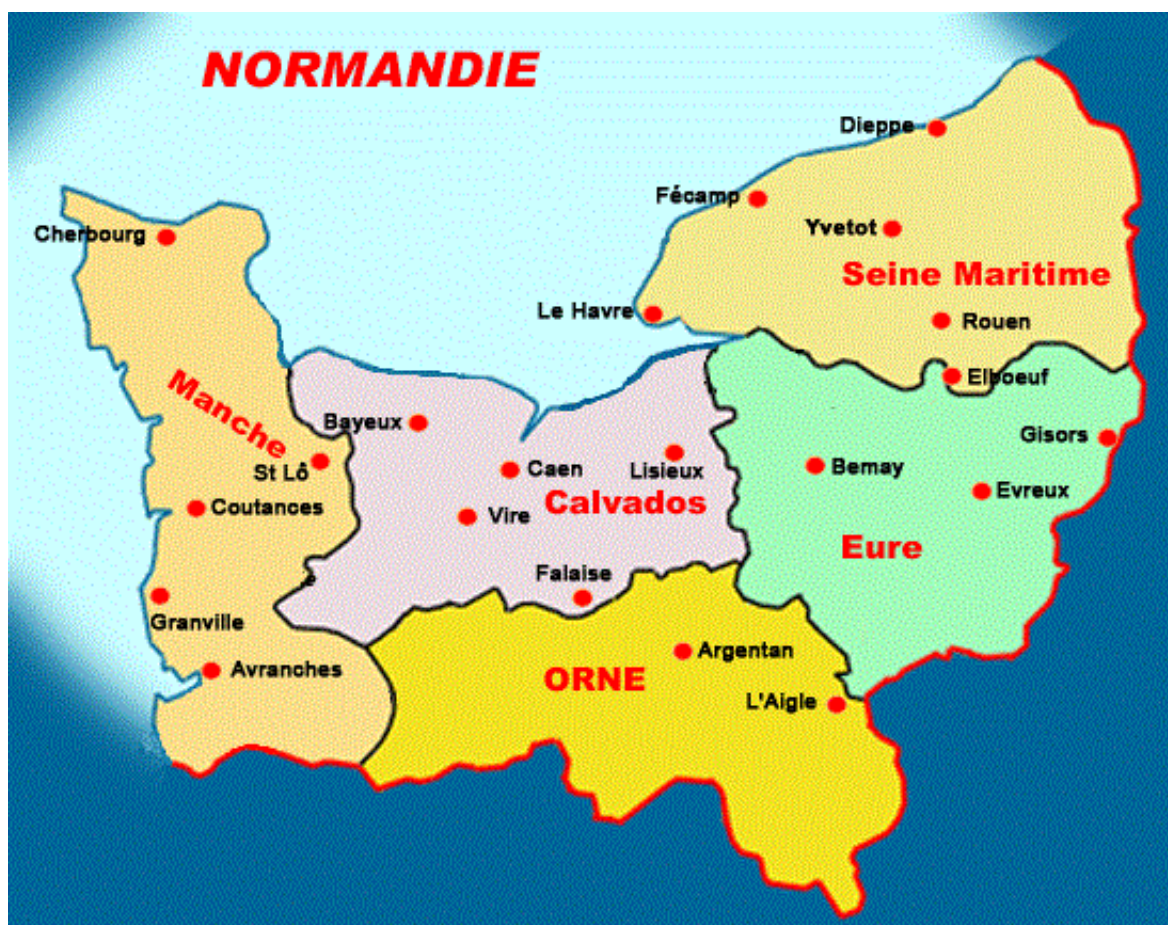 NORMANDIE
Dieppe
Fécamp
Yvetot
Cherbourg
Seine Maritime
Le Havre
Rouen
Elboeuf
Manche
Bayeux
Gisors
St Lô
Caen
Lisieux
Bernay
Evreux
Coutances
Vire
Calvados
Eure
Falaise
Granville
Avranches
ORNE
Argentan
L'Aigle